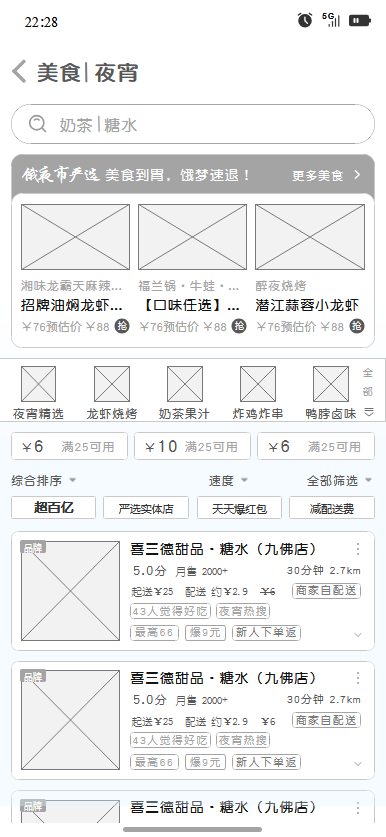 22:28
5G
美食|夜宵
奶茶|糖水
饿夜市严选 美食到胃，饿梦速退！ 更多美食
湘味龙霸天麻辣... 福兰锅·牛蛙·... 醉夜烧烤
招牌油焖龙虾... 【口味任选】... 潜江蒜蓉小龙虾
￥76预估价￥88 抢 ￥76预估价￥88 抢 ￥76预估价￥88 抢
全部
夜宵精选 龙虾烧烤 奶茶果汁 炸鸡炸串 鸭脖卤味
￥6 满25可用 ￥10 满25可用 ￥6 满25可用
综合排序 速度 全部筛选
超百亿 严选实体店 天天爆红包 减配送费
品牌
喜三德甜品·糖水（九佛店）
5.0分 月售 2000+ 30分钟 2.7km
起送￥25 配送 约￥2.9 ￥6 商家自配送
43人觉得好吃 夜宵热搜
最高66 爆9元 新人下单返
品牌
喜三德甜品·糖水（九佛店）
5.0分 月售 2000+ 30分钟 2.7km
起送￥25 配送 约￥2.9 ￥6 商家自配送
43人觉得好吃 夜宵热搜
最高66 爆9元 新人下单返
品牌
喜三德甜品·糖水（九佛店）